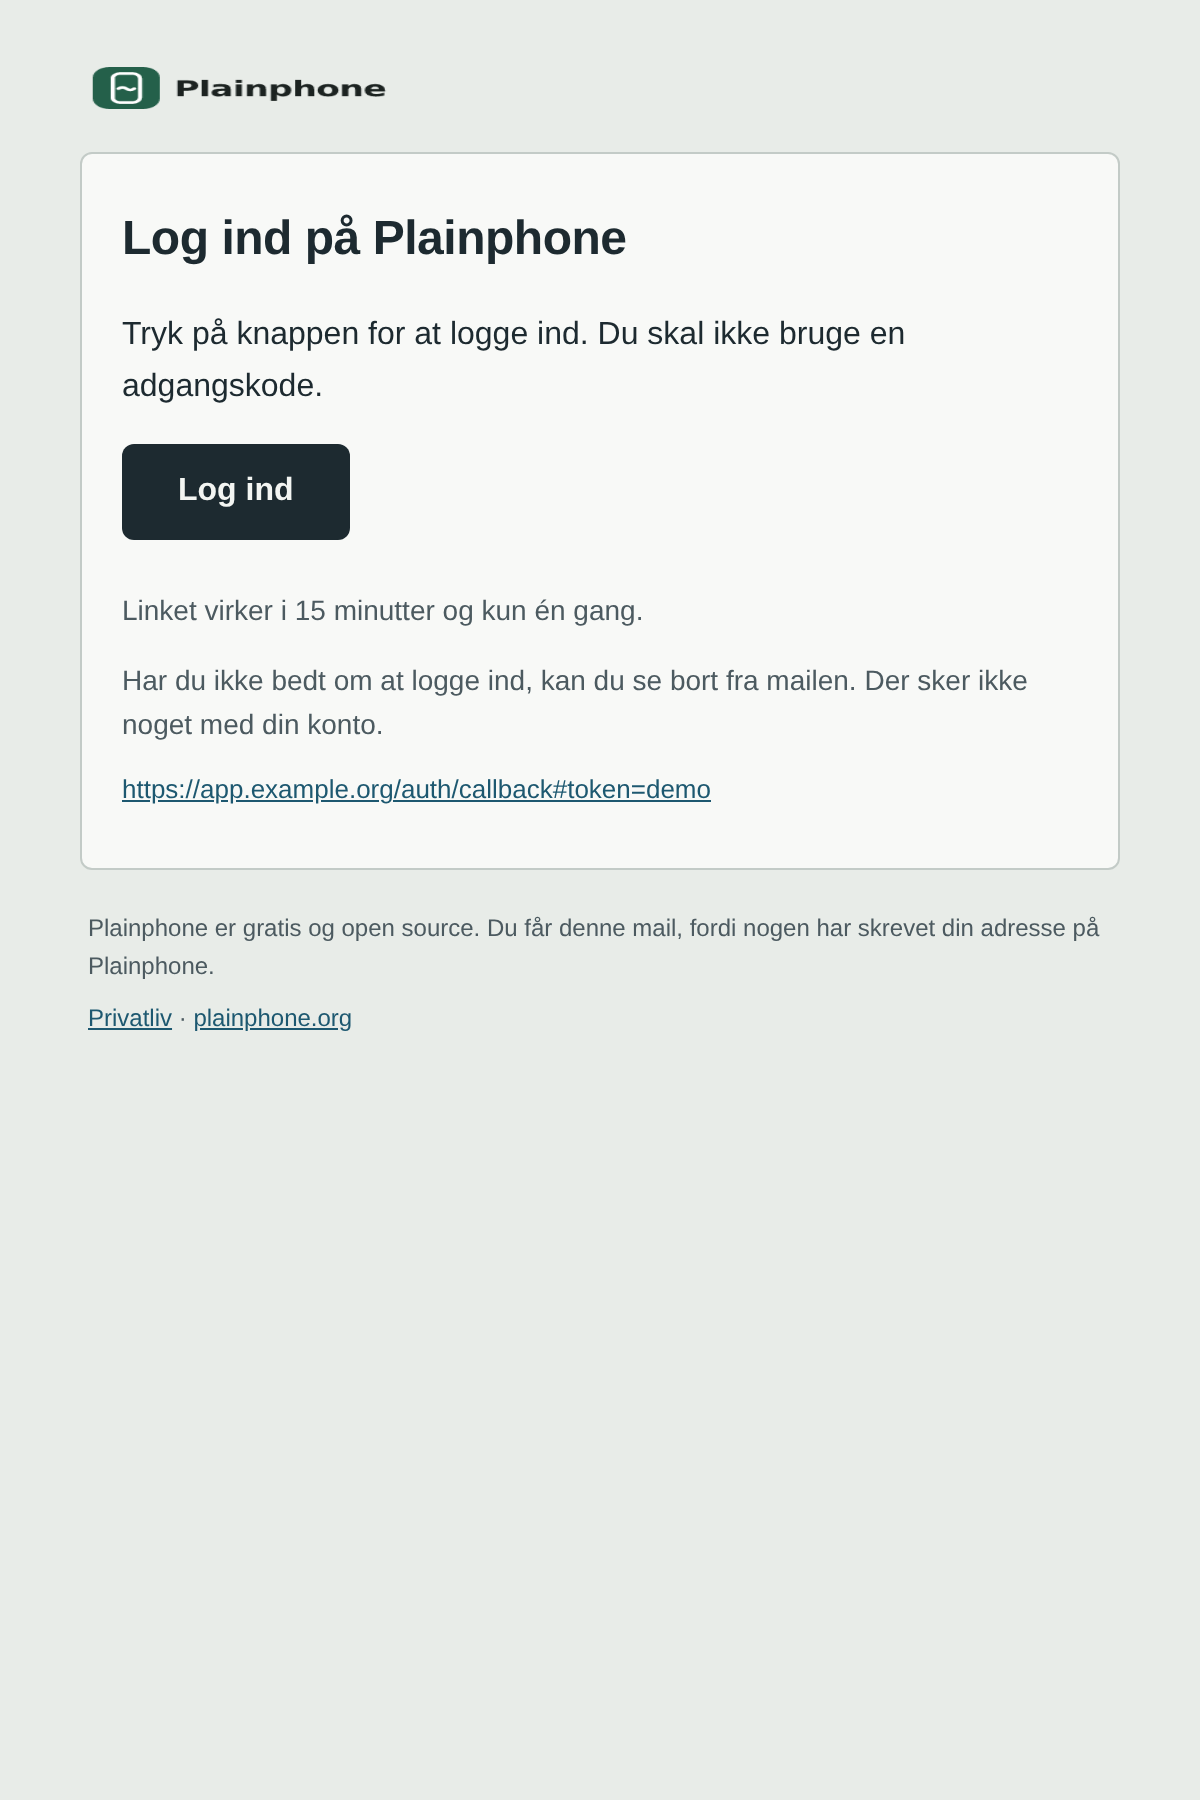 Plainphone
Log ind på Plainphone
Tryk på knappen for at logge ind. Du skal ikke bruge en
adgangskode.
Log ind
Linket virker i 15 minutter og kun én gang.
Har du ikke bedt om at logge ind, kan du se bort fra mailen. Der sker ikke
noget med din konto.
https://app.example.org/auth/callback#token=demo
Plainphone er gratis og open source. Du får denne mail, fordi nogen har skrevet din adresse på
Plainphone.
Privatliv · plainphone.org